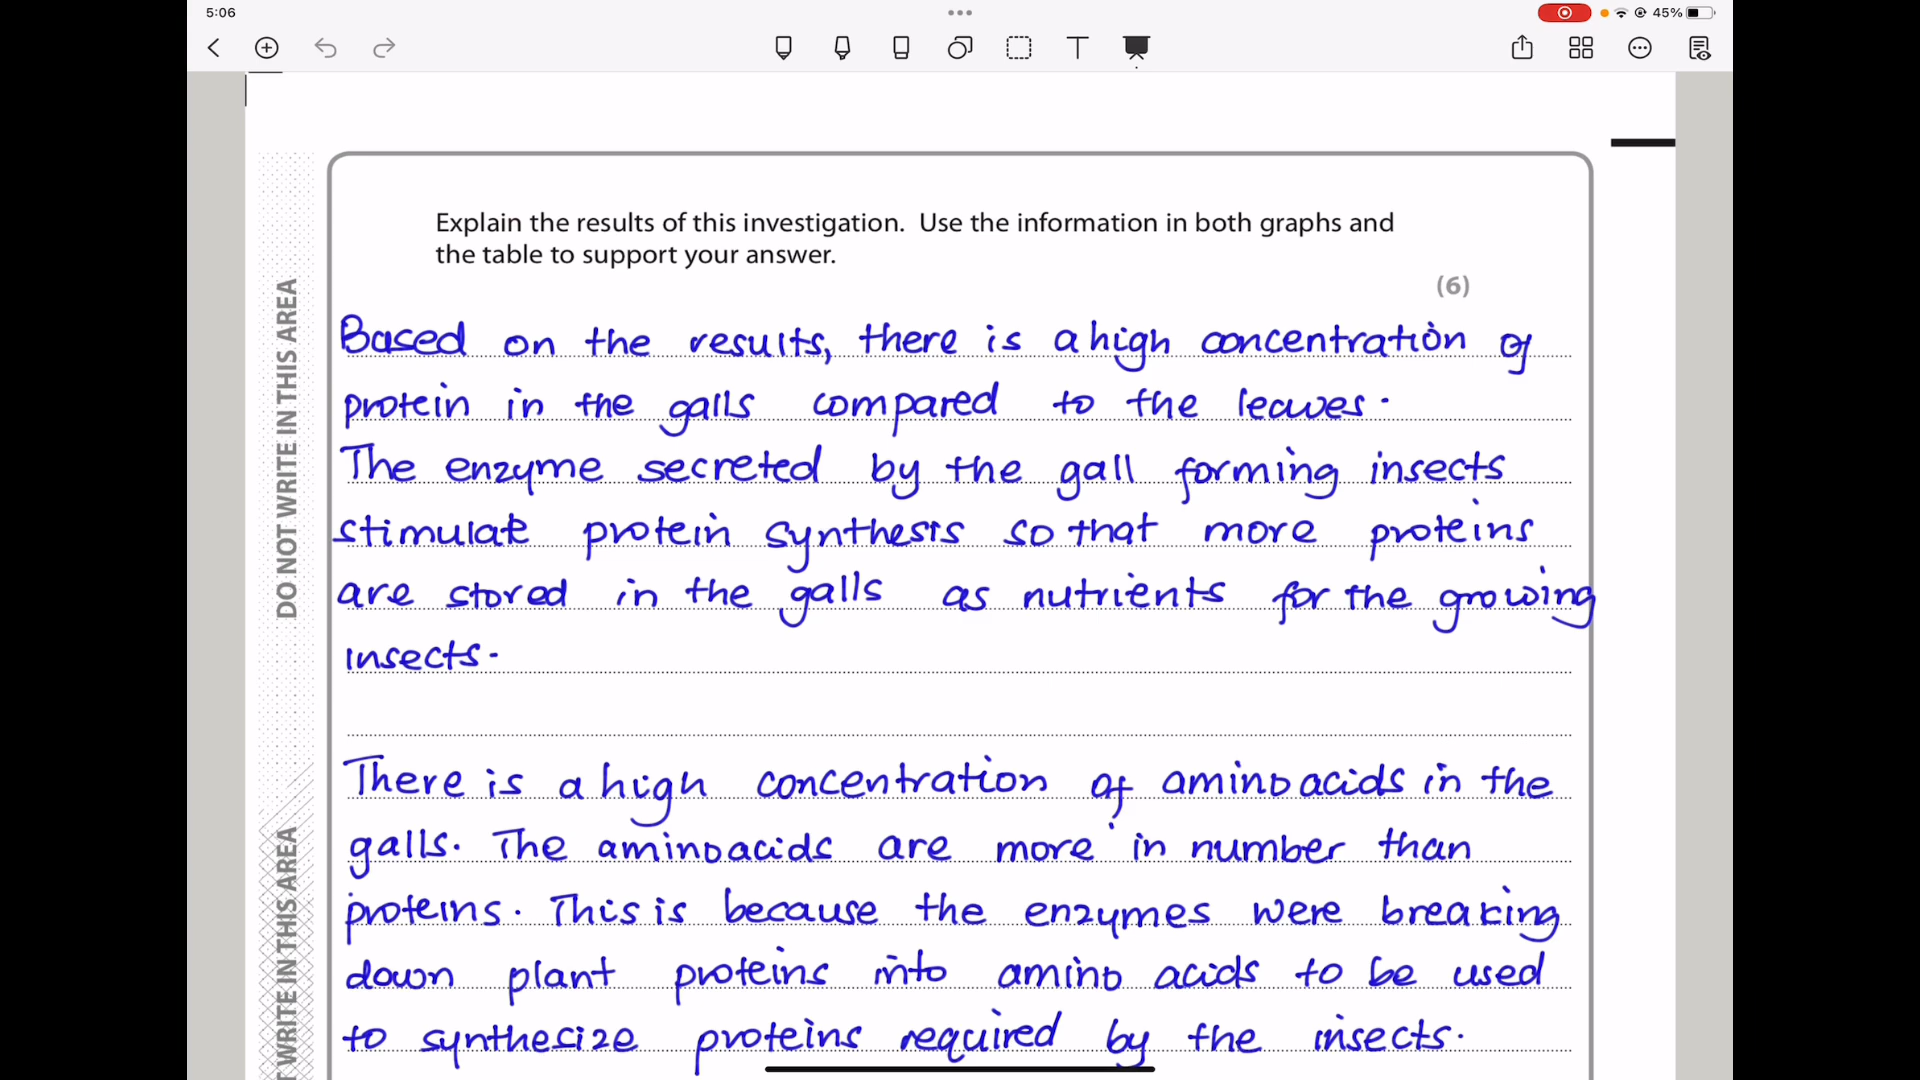 5:06
45%
Explain the results of this investigation. Use the information in both graphs and
the table to support your answer.
(6)
Based on the results, there is a high concentration of
protein in the galls compared to the leaves.
The enzyme secreted by the gall forming insects
stimulate protein synthesis so that more proteins
are stored in the galls as nutrients for the growing
insects.
There is a high concentration of amino acids in the
galls. The amino acids are more in number than
proteins. This is because the enzymes were breaking
down plant proteins into amino acids to be used
to synthesize proteins required by the insects.
DO NOT WRITE IN THIS AREA
T WRITE IN THIS AREA